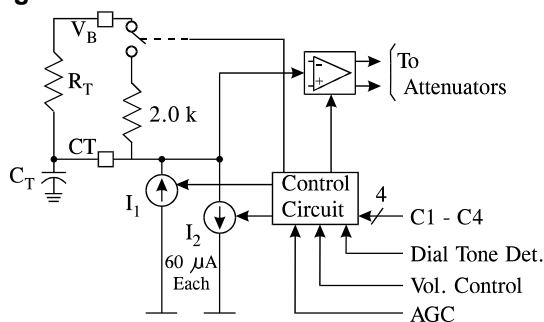 V_B
R_T
2.0 k
To
Attenuators
-
+
CT
C_T
I_1
I_2
60 μA
Each
Control
Circuit
4
C1 - C4
Dial Tone Det.
Vol. Control
AGC